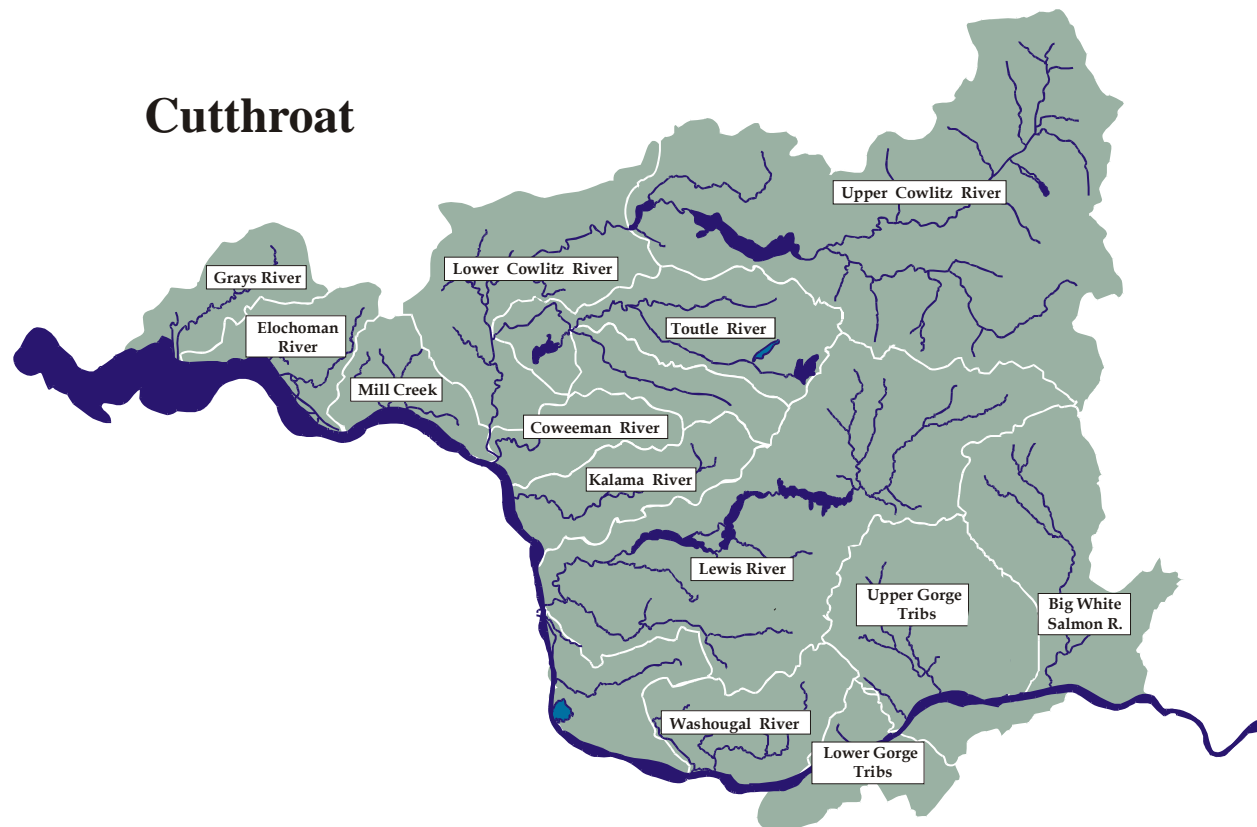 Cutthroat
Upper Cowlitz River
Grays River
Lower Cowlitz River
Elochoman
River
Toutle River
Mill Creek
Coweeman River
Kalama River
Lewis River
Upper Gorge
Tribs
Big White
Salmon R.
Washougal River
Lower Gorge
Tribs